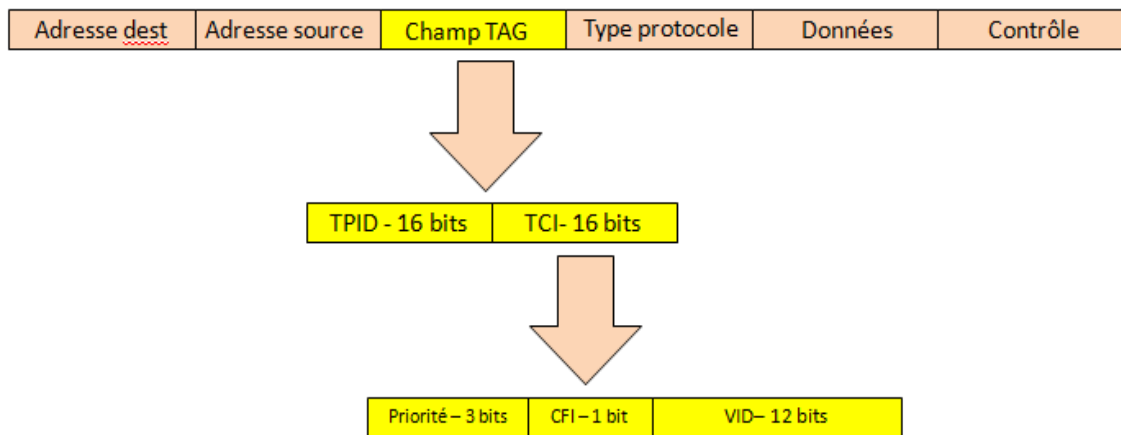 Adresse dest Adresse source Champ TAG Type protocole Données Contrôle
TPID - 16 bits TCI- 16 bits
Priorité – 3 bits CFI – 1 bit VID– 12 bits